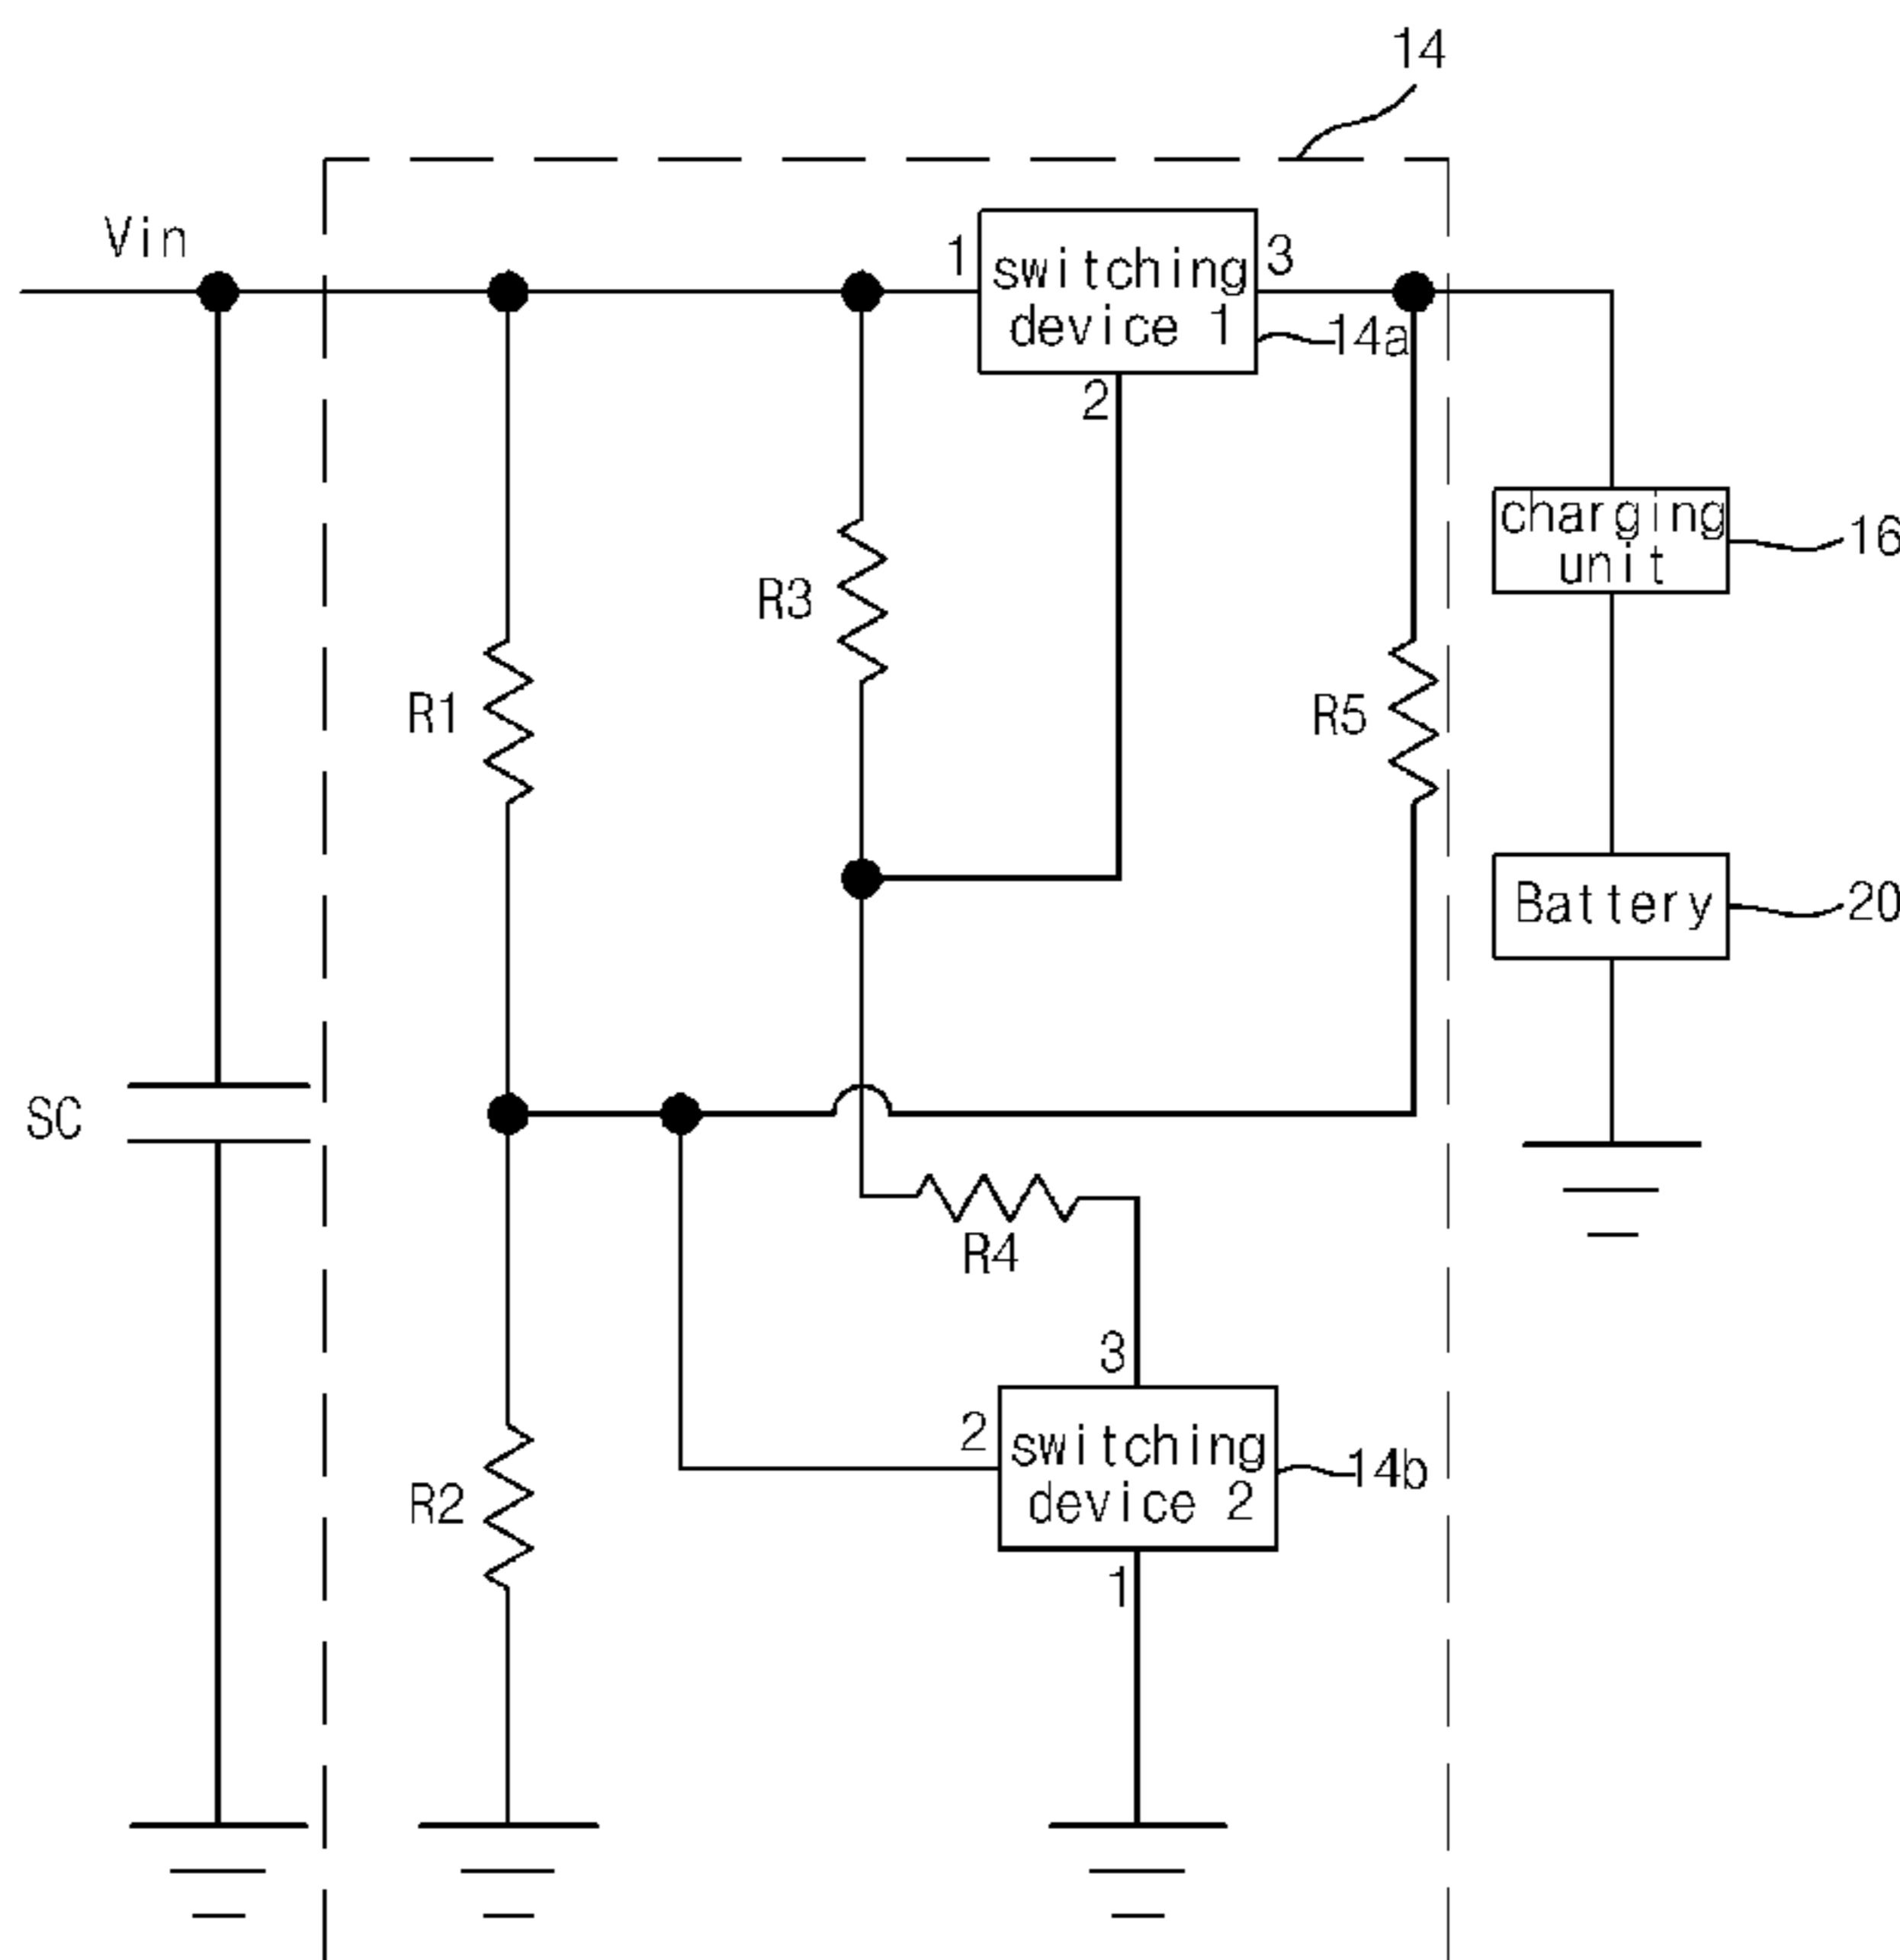 14
Vin
1
switching
device 1
3
14a
2
charging
unit
16
R3
R1
R5
Battery
20
SC
R4
3
2
switching
device 2
14b
R2
1